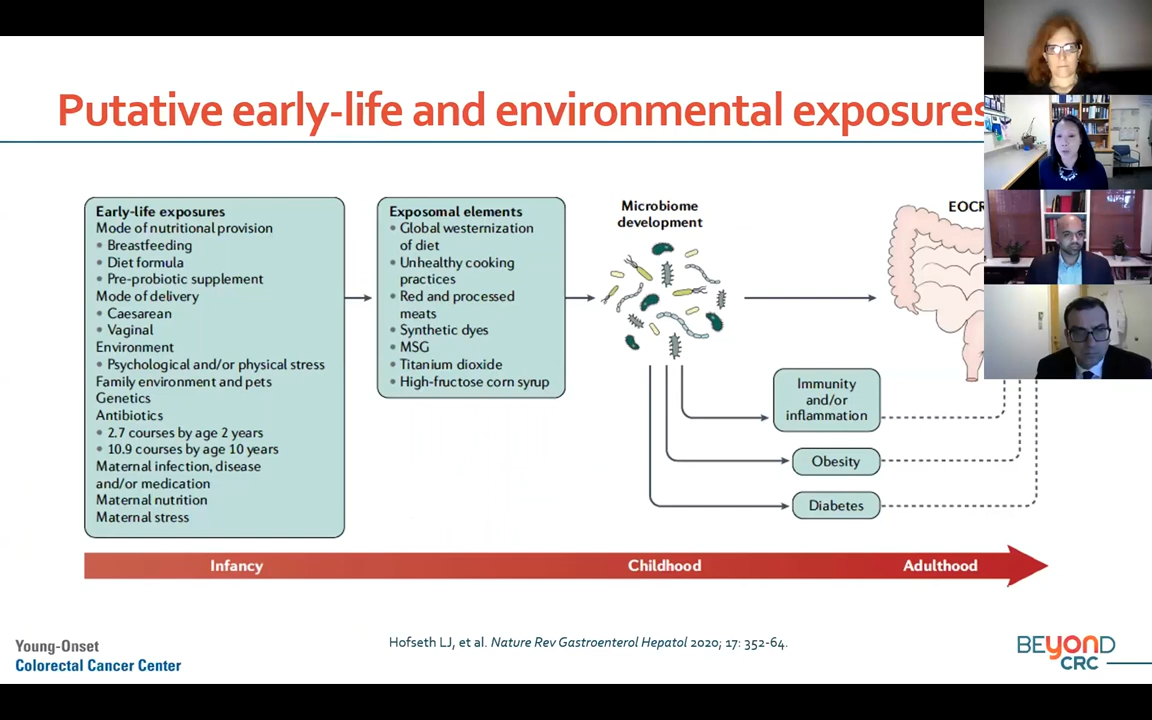 Putative early-life and environmental exposures
Early-life exposures
Mode of nutritional provision
• Breastfeeding
• Diet formula
• Pre-probiotic supplement
Mode of delivery
• Caesarean
• Vaginal
Environment
• Psychological and/or physical stress
Family environment and pets
Genetics
Antibiotics
• 2.7 courses by age 2 years
• 10.9 courses by age 10 years
Maternal infection, disease
and/or medication
Maternal nutrition
Maternal stress
Exposomal elements
• Global westernization
of diet
• Unhealthy cooking
practices
• Red and processed
meats
• Synthetic dyes
• MSG
• Titanium dioxide
• High-fructose corn syrup
Microbiome
development
EOCR
Immunity
and/or
inflammation
Obesity
Diabetes
Infancy
Childhood
Adulthood
Hofseth LJ, et al. Nature Rev Gastroenterol Hepatol 2020; 17: 352-64.
Young-Onset
Colorectal Cancer Center
BEYOND
CRC